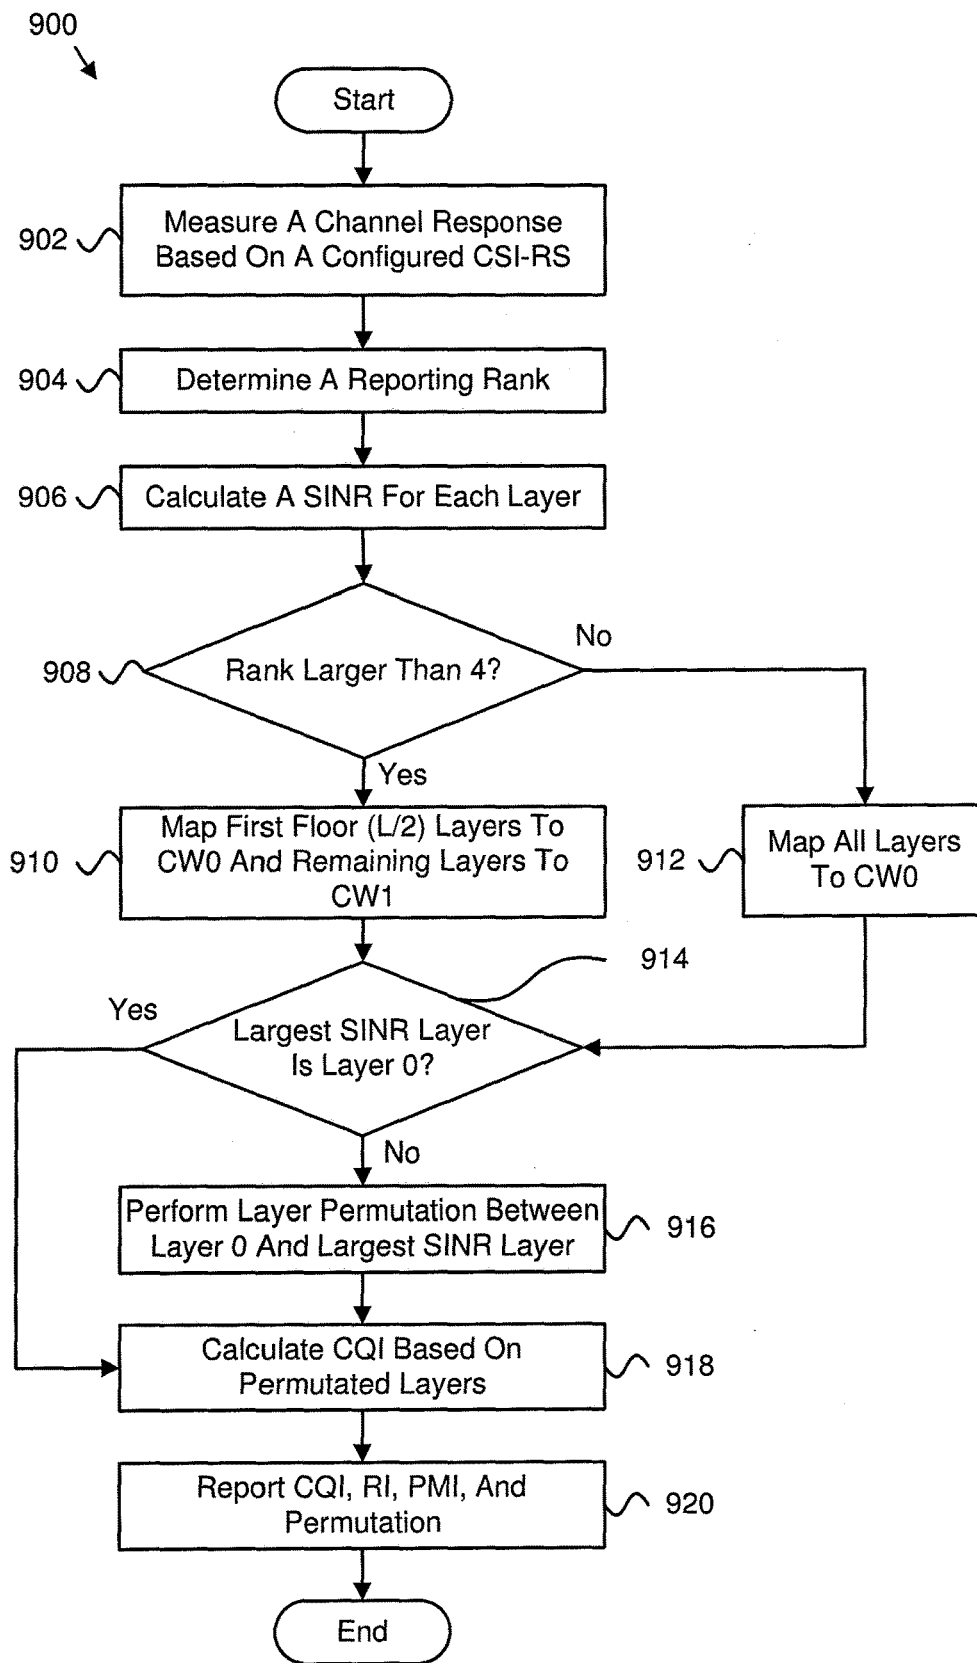 900
Start
902
Measure A Channel Response
Based On A Configured CSI-RS
904
Determine A Reporting Rank
906
Calculate A SINR For Each Layer
908
Rank Larger Than 4?
No
Yes
910
Map First Floor (L/2) Layers To
CW0 And Remaining Layers To
CW1
912
Map All Layers
To CW0
914
Yes
Largest SINR Layer
Is Layer 0?
No
Perform Layer Permutation Between
Layer 0 And Largest SINR Layer
916
Calculate CQI Based On
Permutated Layers
918
Report CQI, RI, PMI, And
Permutation
920
End